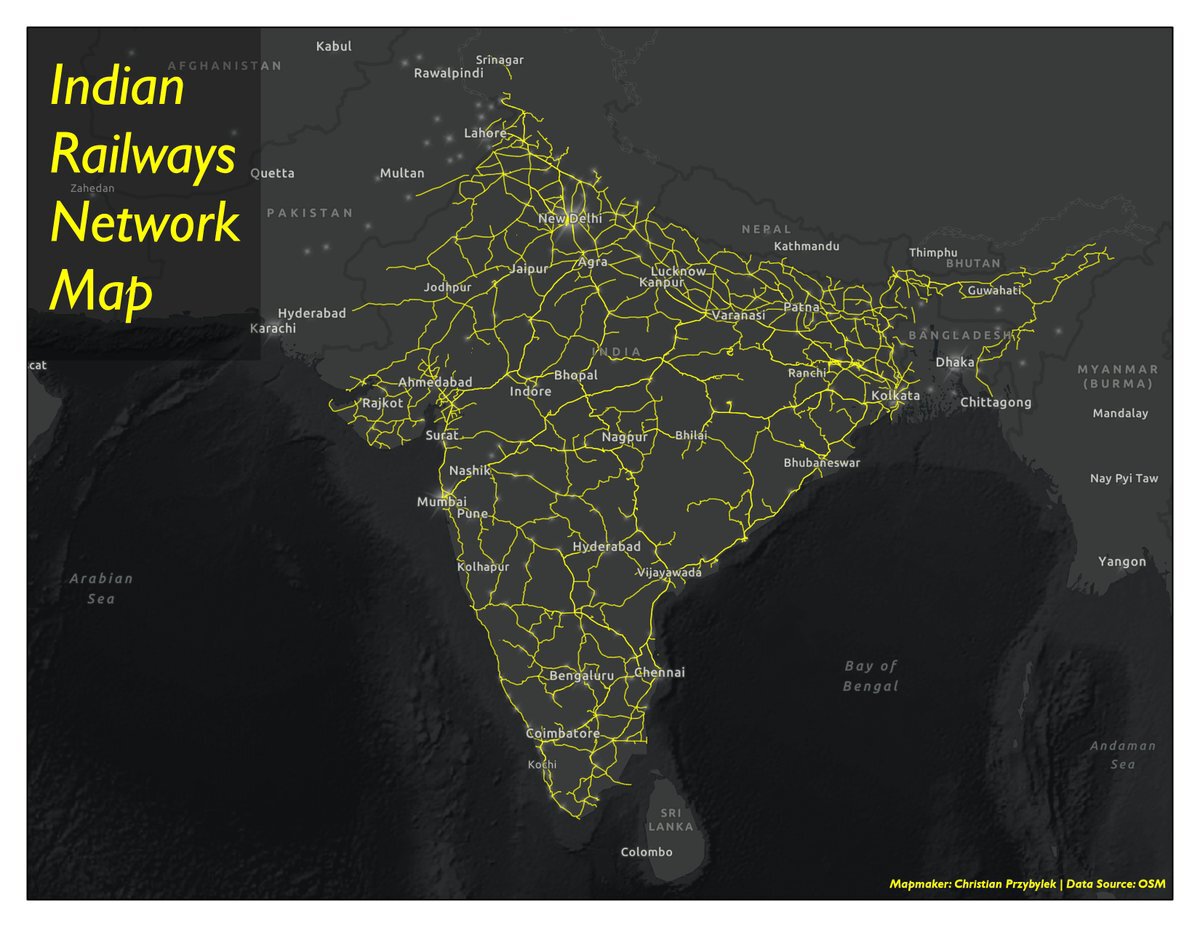 Indian
Railways
Network
Map
Kabul
AFGHANISTAN
Srinagar
Rawalpindi
Lahore
Quetta
Multan
Zahedan
PAKISTAN
New Delhi
NEPAL
Kathmandu
Thimphu
BHUTAN
Jaipur
Agra
Lucknow
Kanpur
Jodhpur
Guwahati
Hyderabad
Karachi
Varanasi
Patna
BANGLADESH
INDIA
cat
Dhaka
Ahmedabad
Bhopal
Indore
Ranchi
MYANMAR
(BURMA)
Rajkot
Kolkata
Chittagong
Mandalay
Surat
Nagpur
Bhilai
Nashik
Bhubaneswar
Nay Pyi Taw
Mumbai
Pune
Hyderabad
Kolhapur
Vijayawada
Yangon
Arabian
Sea
Bengaluru
Chennai
Bay of
Bengal
Coimbatore
Kochi
Andaman
Sea
SRI
LANKA
Colombo
Mapmaker: Christian Przybylek | Data Source: OSM